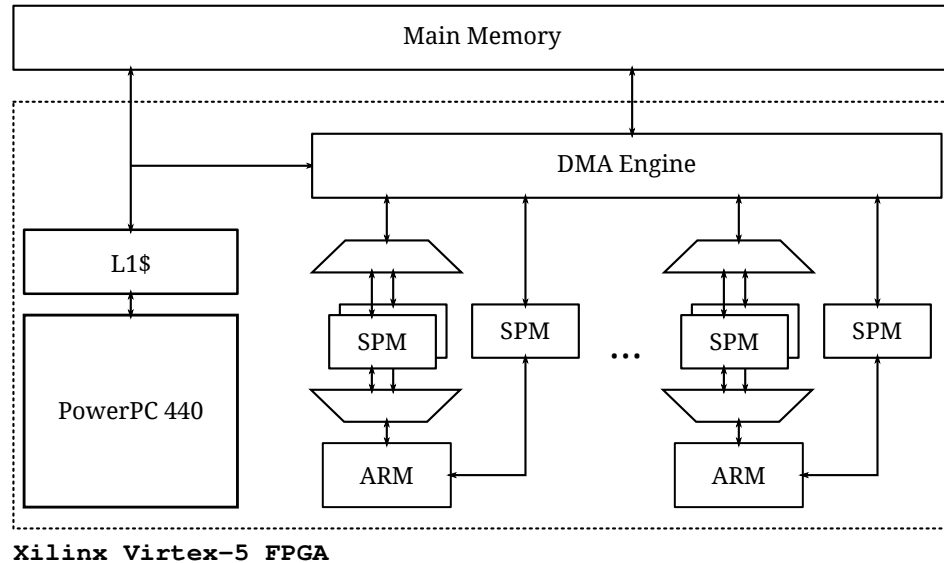 Main Memory
DMA Engine
L1$
SPM
SPM
...
SPM
SPM
PowerPC 440
ARM
ARM
Xilinx Virtex-5 FPGA